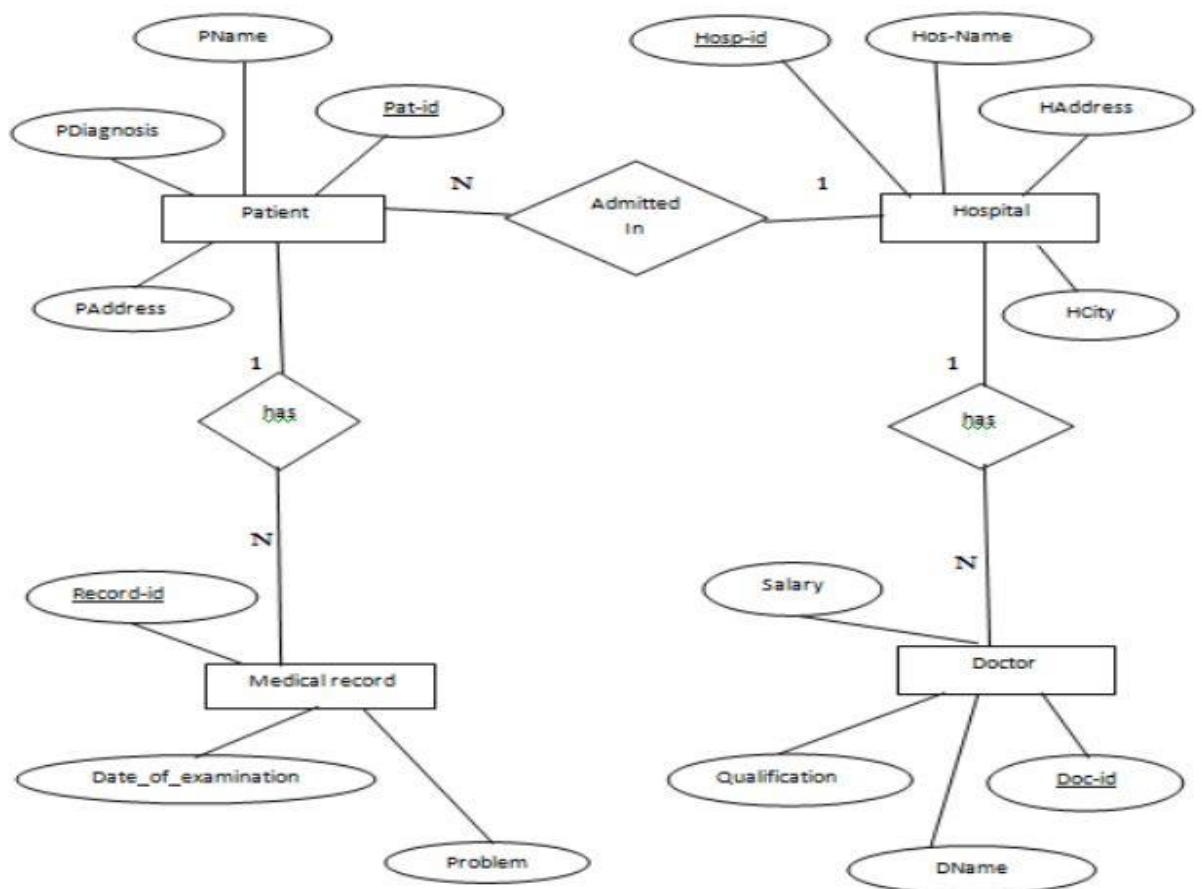 PName
Hosp-id
Hos-Name
Pat-id
HAddress
PDiagnosis
N
1
Patient
Admitted
In
Hospital
PAddress
HCity
1
1
has
has
N
N
Record-id
Salary
Medical record
Doctor
Date_of_examination
Qualification
Doc-id
Problem
DName